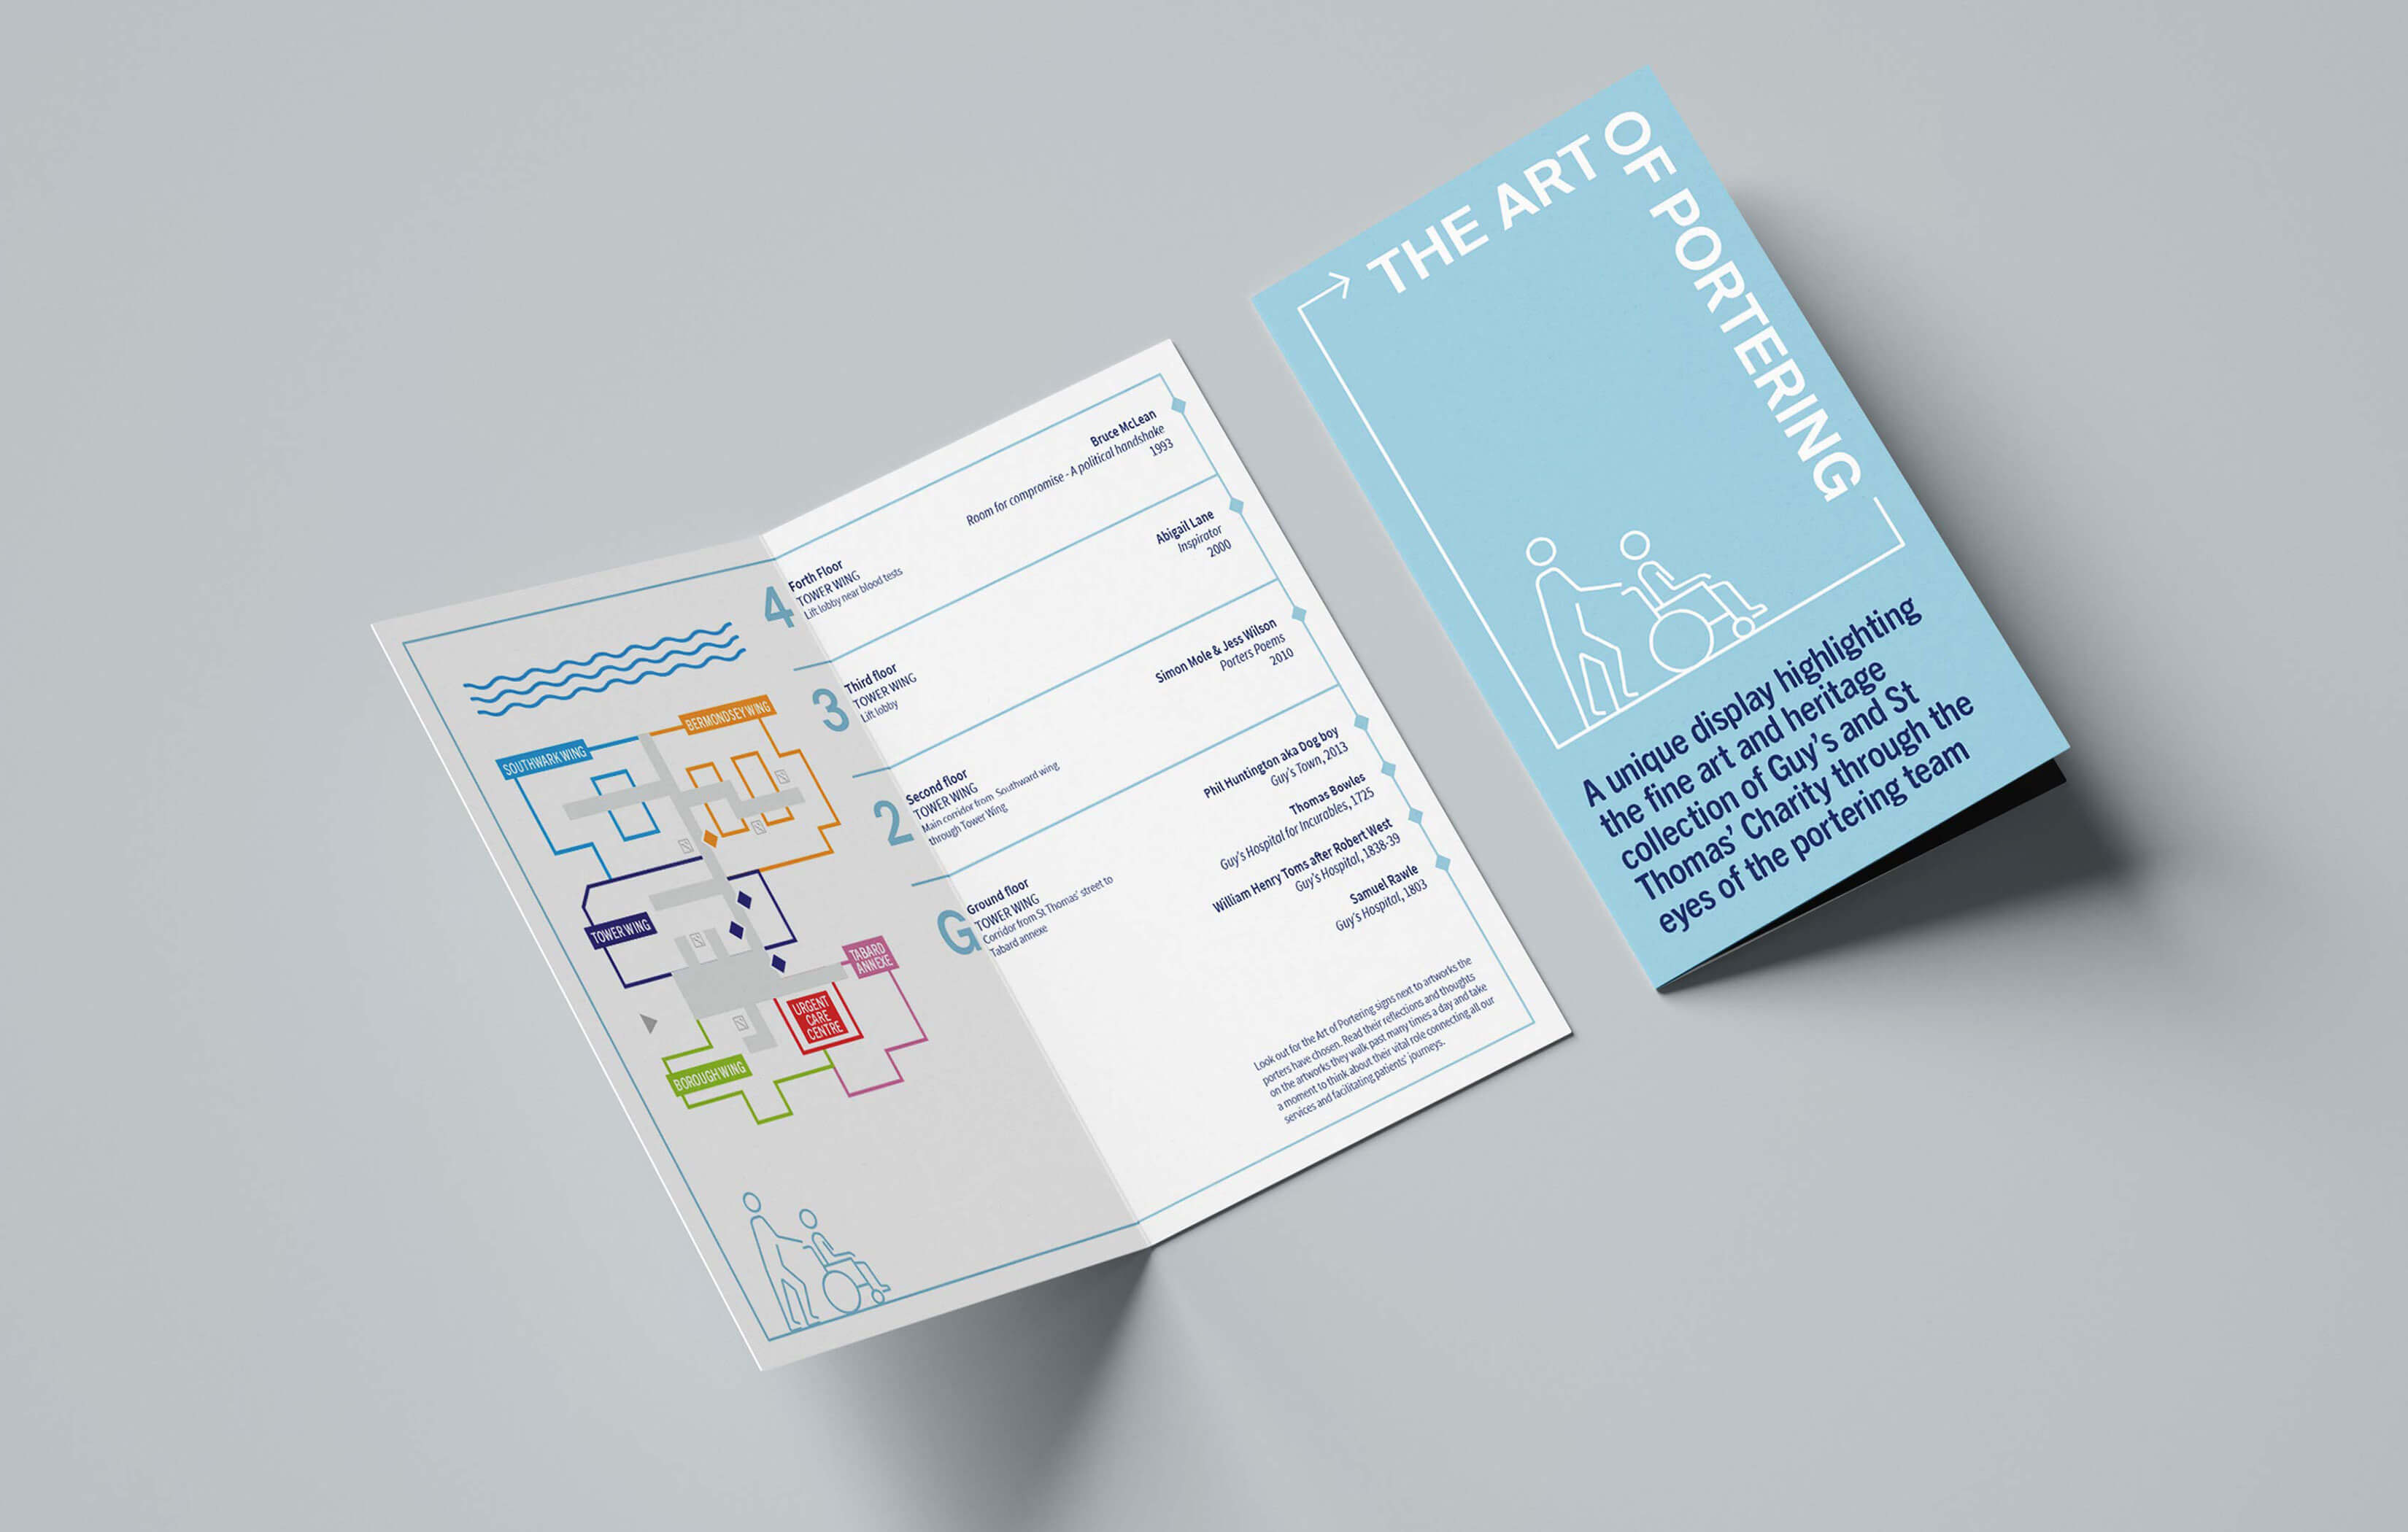 SOUTHWARK WING
BERMONDSEY WING
TOWER WING
TABARD
ANNEXE
URGENT
CARE
CENTRE
BOROUGH WING
4
Forth Floor
TOWER WING
Lift lobby near blood tests
Bruce McLean
Room for compromise - A political handshake
1993
3
Third floor
TOWER WING
Lift lobby
Abigail Lane
Inspirator
2000
2
Second floor
TOWER WING
Main corridor from Southward wing
through Tower Wing
Simon Mole & Jess Wilson
Porters Poems
2010
G
Ground floor
TOWER WING
Corridor from St Thomas' street to
Tabard annexe
Phil Huntington aka Dog boy
Guy's Town, 2013
Thomas Bowles
Guy's Hospital for Incurables, 1725
William Henry Toms after Robert West
Guy's Hospital, 1838-39
Samuel Rawle
Guy's Hospital, 1803
Look out for the Art of Portering signs next to artworks the
porters have chosen. Read their reflections and thoughts
on the artworks they walk past many times a day and take
a moment to think about their vital role connecting all our
services and facilitating patients' journeys.
THE ART
OF PORTERING
A unique display highlighting
the fine art and heritage
collection of Guy's and St
Thomas' Charity through the
eyes of the portering team